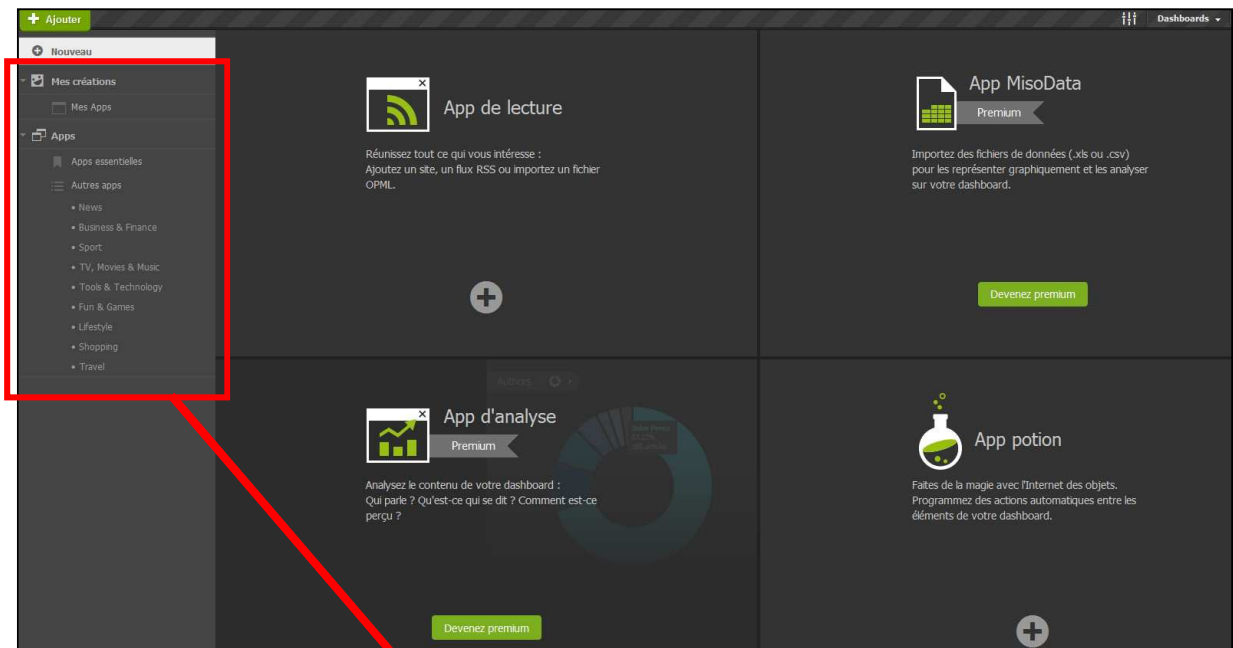 Ajouter
Dashboards
Nouveau
Mes créations
Mes Apps
Apps
Apps essentielles
Autres apps
• News
• Business & Finance
• Sport
• TV, Movies & Music
• Tools & Technology
• Fun & Games
• Lifestyle
• Shopping
• Travel
App de lecture
Réunissez tout ce qui vous intéresse :
Ajoutez un site, un flux RSS ou importez un fichier
OPML.
App MisoData
Premium
Importez des fichiers de données (.xls ou .csv)
pour les représenter graphiquement et les analyser
sur votre dashboard.
Devenez premium
Authors
App d'analyse
Premium
Analysez le contenu de votre dashboard :
Qui parle ? Qu'est-ce qui se dit ? Comment est-ce
perçu ?
Devenez premium
App potion
Faites de la magie avec l'Internet des objets.
Programmez des actions automatiques entre les
éléments de votre dashboard.